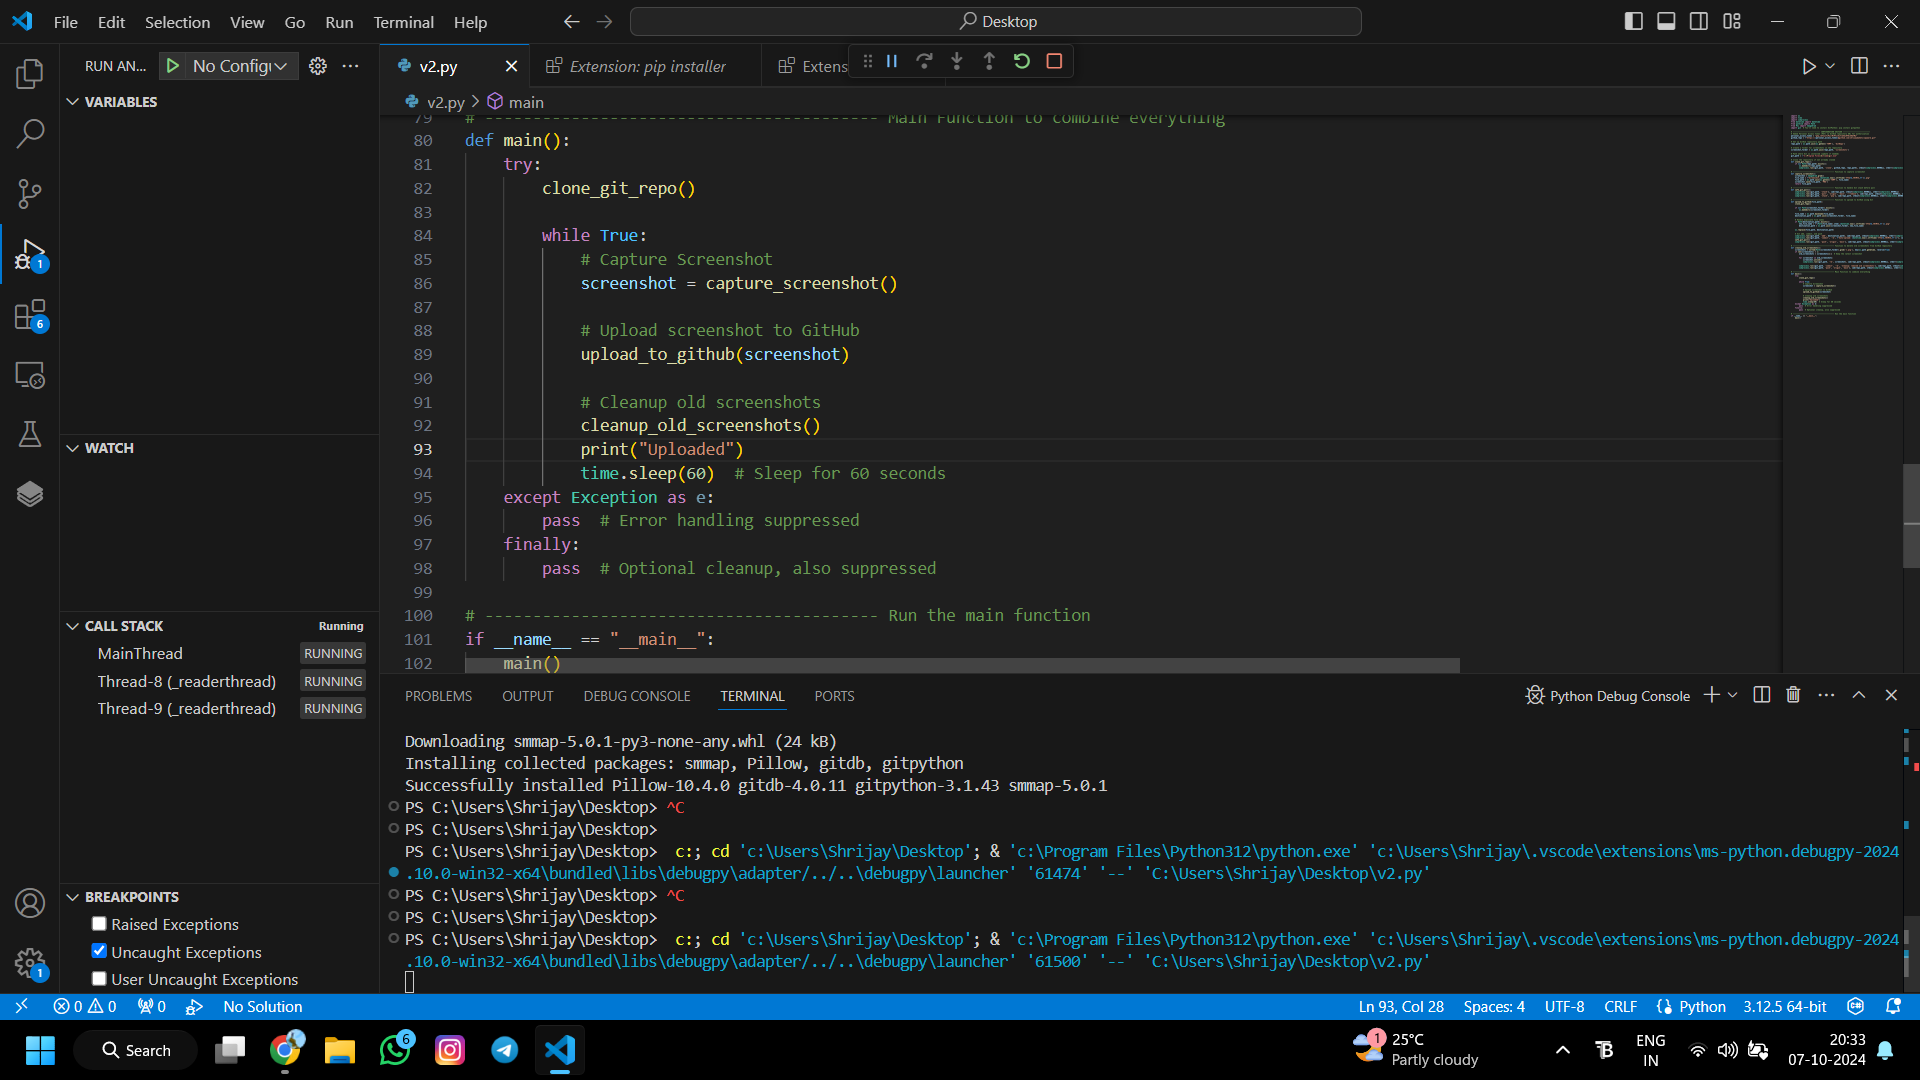 File Edit Selection View Go Run Terminal Help
Desktop
RUN AN... No Config
v2.py
Extension: pip installer
Extens
VARIABLES
v2.py > main
79 # ----------------------------------------- Main Function to combine everything
80 def main():
81 try:
82 clone_git_repo()
83
84 while True:
85 # Capture Screenshot
86 screenshot = capture_screenshot()
87
88 # Upload screenshot to GitHub
89 upload_to_github(screenshot)
90
91 # Cleanup old screenshots
92 cleanup_old_screenshots()
93 print("Uploaded")
94 time.sleep(60)  # Sleep for 60 seconds
95 except Exception as e:
96 pass  # Error handling suppressed
97 finally:
98 pass  # Optional cleanup, also suppressed
99
100 # ----------------------------------------- Run the main function
101 if __name__ == "__main__":
102 main()
WATCH
CALL STACK Running
MainThread RUNNING
Thread-8 (_readerthread) RUNNING
Thread-9 (_readerthread) RUNNING
BREAKPOINTS
Raised Exceptions
Uncaught Exceptions
User Uncaught Exceptions
1
6
1
PROBLEMS OUTPUT DEBUG CONSOLE TERMINAL PORTS
Python Debug Console
Downloading smmap-5.0.1-py3-none-any.whl (24 kB)
Installing collected packages: smmap, Pillow, gitdb, gitpython
Successfully installed Pillow-10.4.0 gitdb-4.0.11 gitpython-3.1.43 smmap-5.0.1
PS C:\Users\Shrijay\Desktop> ^C
PS C:\Users\Shrijay\Desktop>
PS C:\Users\Shrijay\Desktop>  c:; cd 'c:\Users\Shrijay\Desktop'; & 'c:\Program Files\Python312\python.exe' 'c:\Users\Shrijay\.vscode\extensions\ms-python.debugpy-2024
.10.0-win32-x64\bundled\libs\debugpy\adapter/../..\debugpy\launcher' '61474' '--' 'C:\Users\Shrijay\Desktop\v2.py'
PS C:\Users\Shrijay\Desktop> ^C
PS C:\Users\Shrijay\Desktop>
PS C:\Users\Shrijay\Desktop>  c:; cd 'c:\Users\Shrijay\Desktop'; & 'c:\Program Files\Python312\python.exe' 'c:\Users\Shrijay\.vscode\extensions\ms-python.debugpy-2024
.10.0-win32-x64\bundled\libs\debugpy\adapter/../..\debugpy\launcher' '61500' '--' 'C:\Users\Shrijay\Desktop\v2.py'
0 0 0 No Solution
Ln 93, Col 28 Spaces: 4 UTF-8 CRLF Python 3.12.5 64-bit
Search
6
1
25°C
Partly cloudy
ENG
IN
20:33
07-10-2024